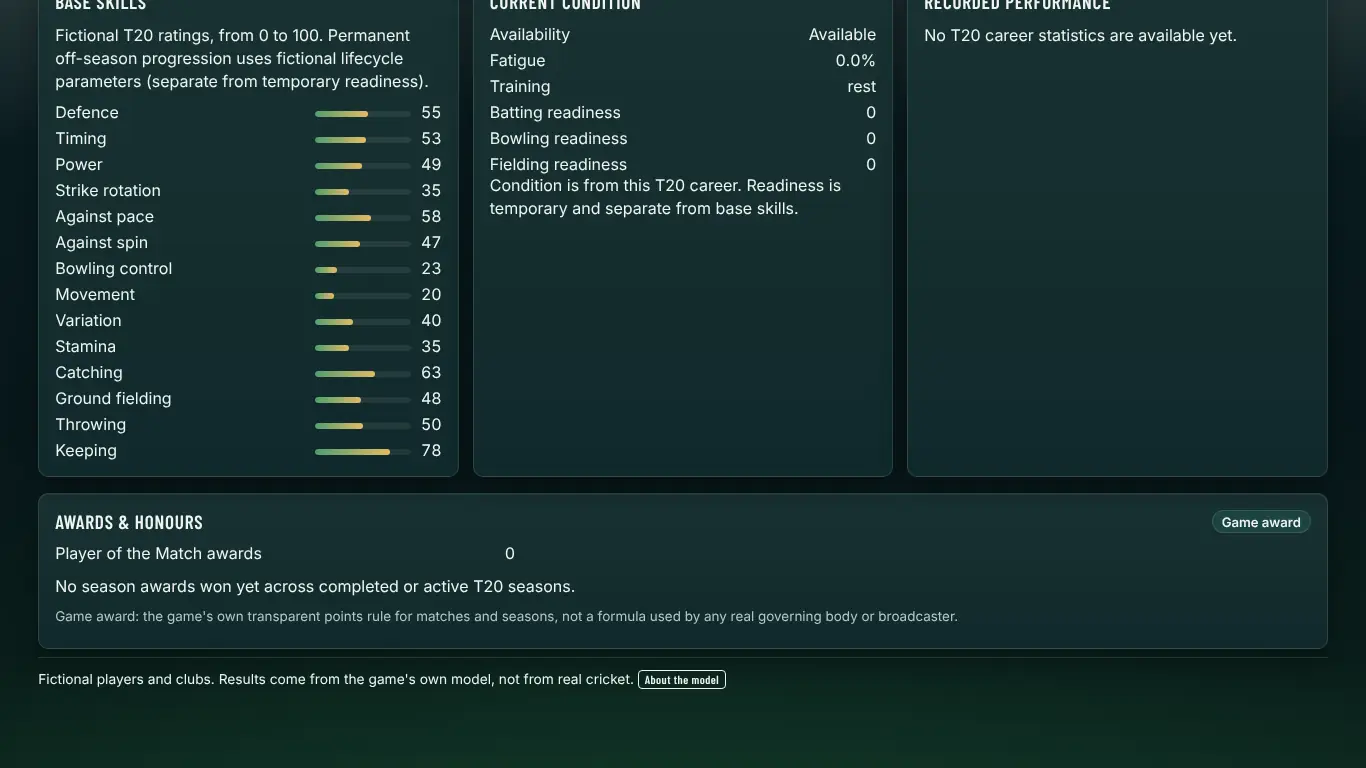 BASE SKILLS
Fictional T20 ratings, from 0 to 100. Permanent
off-season progression uses fictional lifecycle
parameters (separate from temporary readiness).
Defence 55
Timing 53
Power 49
Strike rotation 35
Against pace 58
Against spin 47
Bowling control 23
Movement 20
Variation 40
Stamina 35
Catching 63
Ground fielding 48
Throwing 50
Keeping 78
CURRENT CONDITION
Availability Available
Fatigue 0.0%
Training rest
Batting readiness 0
Bowling readiness 0
Fielding readiness 0
Condition is from this T20 career. Readiness is
temporary and separate from base skills.
RECORDED PERFORMANCE
No T20 career statistics are available yet.
AWARDS & HONOURS Game award
Player of the Match awards 0
No season awards won yet across completed or active T20 seasons.
Game award: the game's own transparent points rule for matches and seasons, not a formula used by any real governing body or broadcaster.
Fictional players and clubs. Results come from the game's own model, not from real cricket. About the model